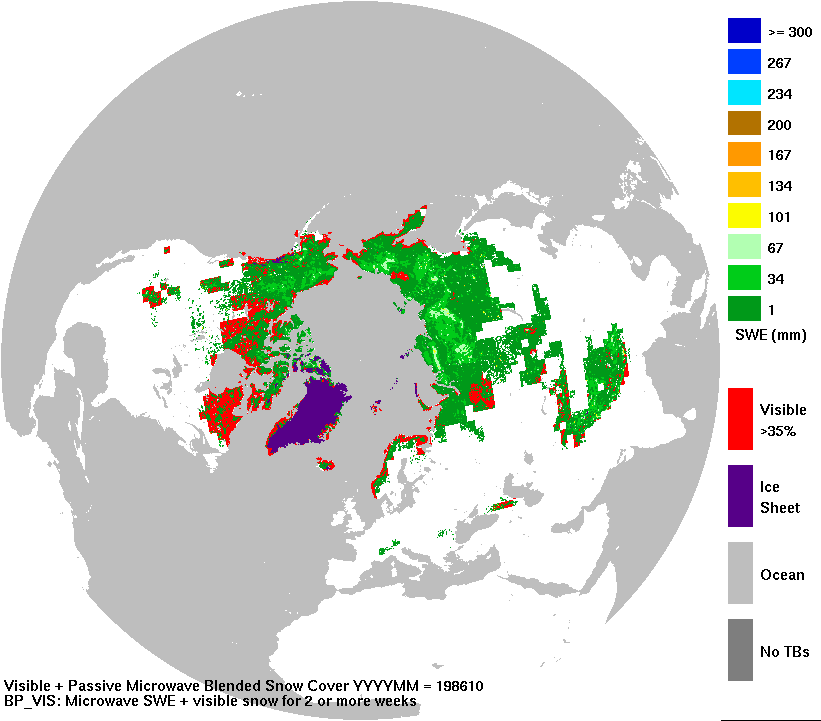 >= 300
267
234
200
167
134
101
67
34
1
SWE (mm)
Visible
>35%
Ice
Sheet
Ocean
No TBs
Visible + Passive Microwave Blended Snow Cover YYYYMM = 198610
BP_VIS: Microwave SWE + visible snow for 2 or more weeks